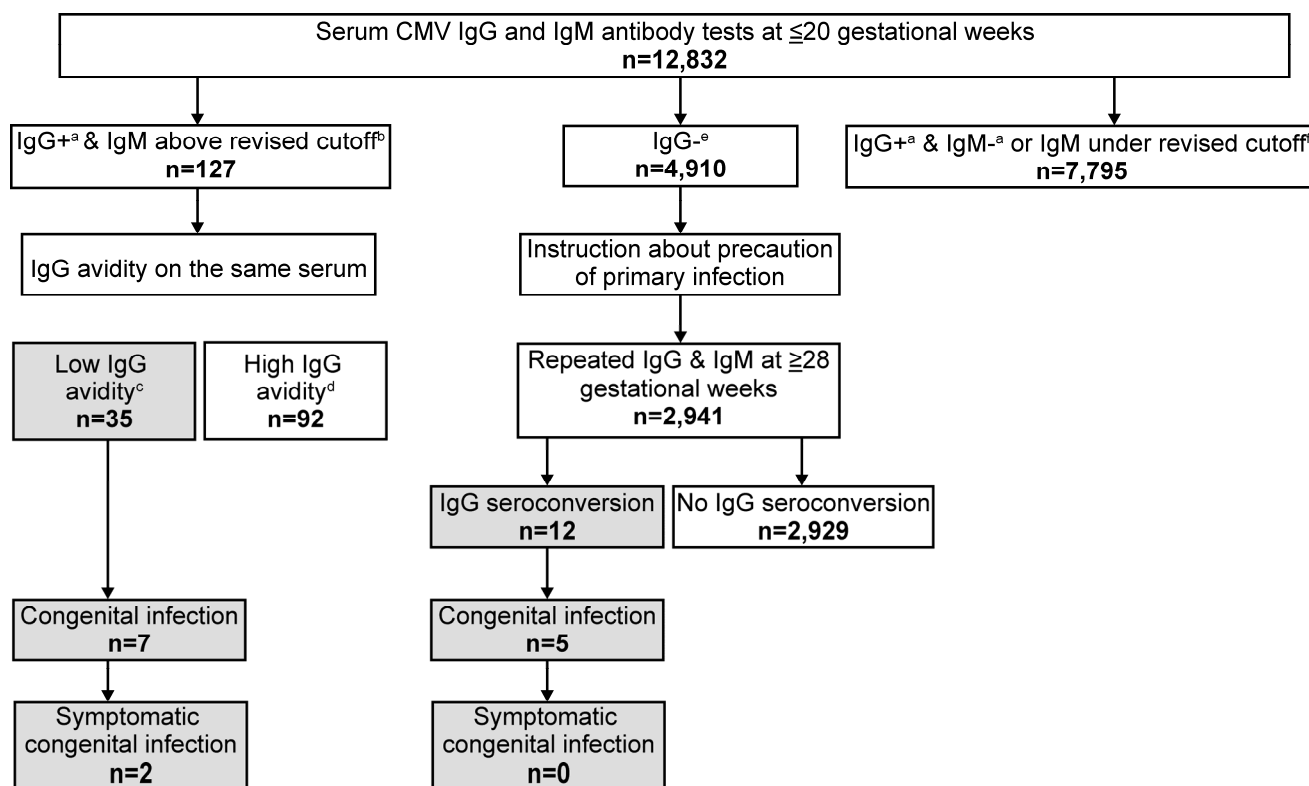 Serum CMV IgG and IgM antibody tests at ≤20 gestational weeks
n=12,832
IgG+ᵃ & IgM above revised cutoffᵇ
n=127
IgG-ᵉ
n=4,910
IgG+ᵃ & IgM-ᵃ or IgM under revised cutoffᶠ
n=7,795
IgG avidity on the same serum
Instruction about precaution
of primary infection
Low IgG
avidityᶜ
n=35
High IgG
avidityᵈ
n=92
Repeated IgG & IgM at ≥28
gestational weeks
n=2,941
IgG seroconversion
n=12
No IgG seroconversion
n=2,929
Congenital infection
n=7
Congenital infection
n=5
Symptomatic
congenital infection
n=2
Symptomatic
congenital infection
n=0